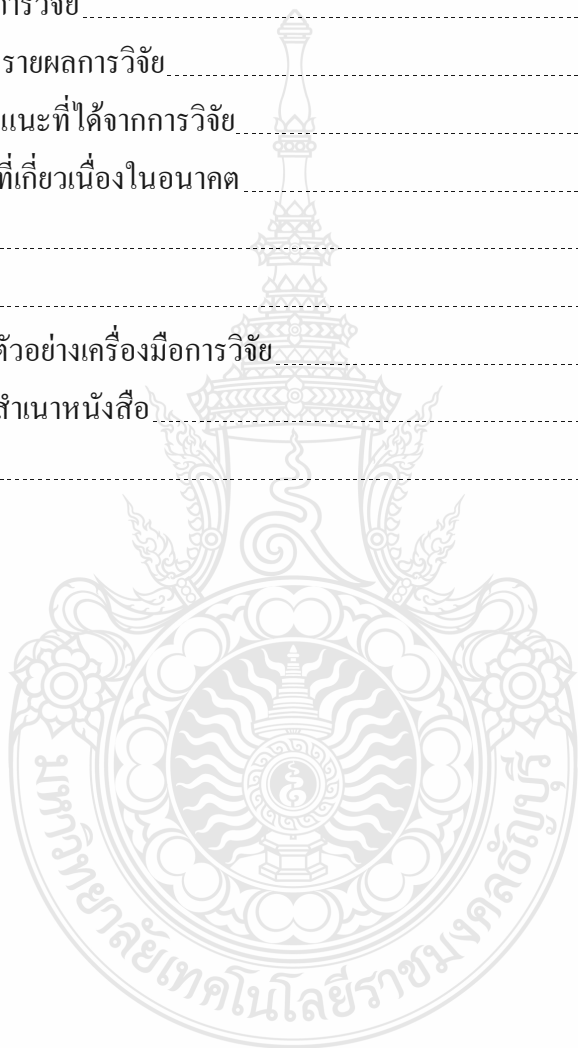 การวิจัย
รายผลการวิจัย
แนะที่ได้จากการวิจัย
ที่เกี่ยวเนื่องในอนาคต
ตัวอย่างเครื่องมือการวิจัย
สำเนาหนังสือ
มหาวิทยาลัยเทคโนโลยีราชมงคลธัญบุรี